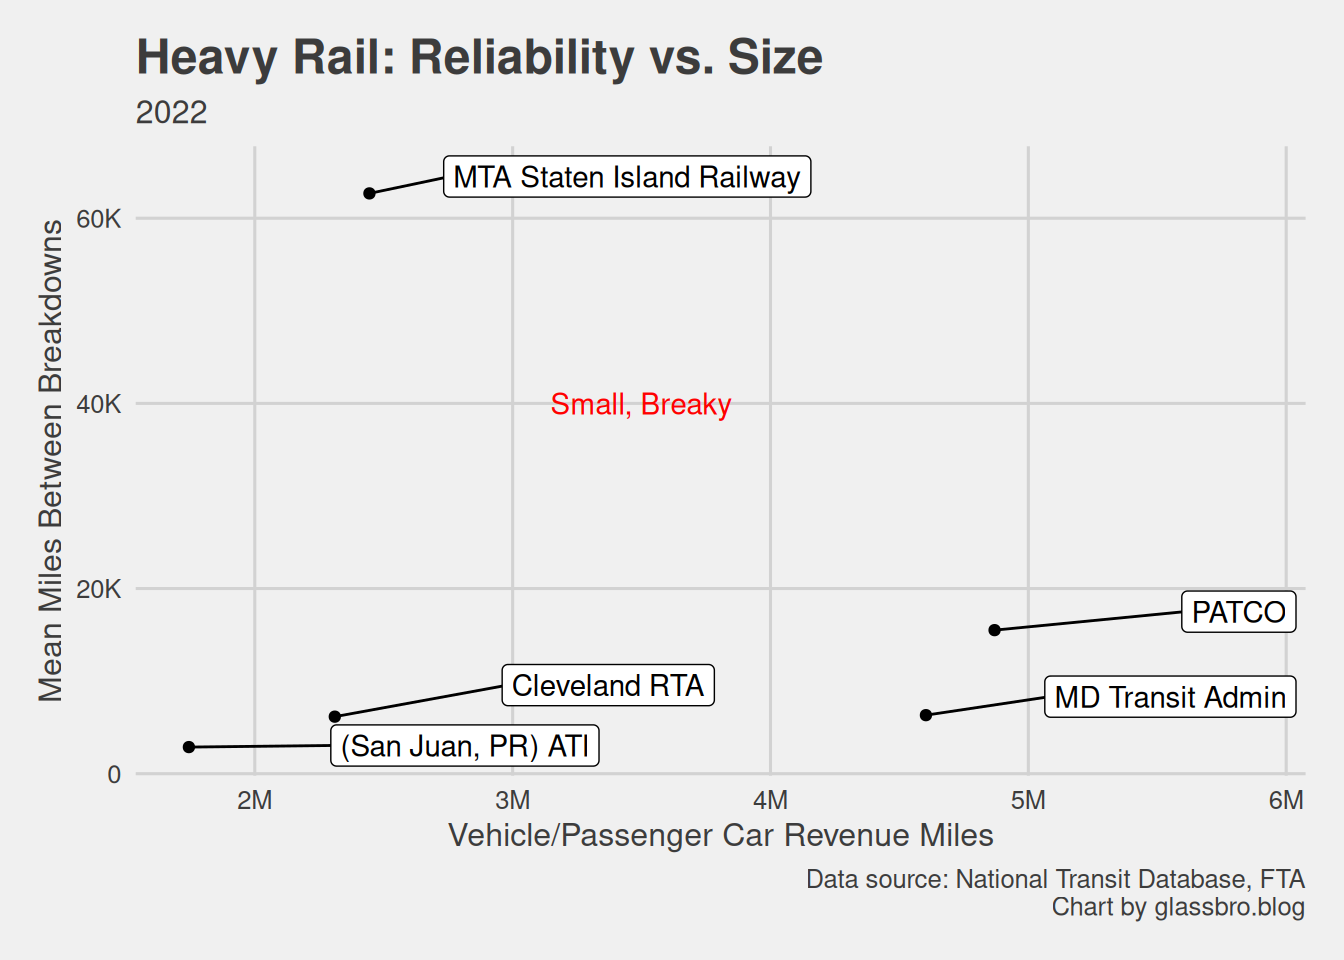 Heavy Rail: Reliability vs. Size
2022
Mean Miles Between Breakdowns
60K
40K
20K
0
MTA Staten Island Railway
Small, Breaky
PATCO
Cleveland RTA
MD Transit Admin
(San Juan, PR) ATI
2M
3M
4M
5M
6M
Vehicle/Passenger Car Revenue Miles
Data source: National Transit Database, FTA
Chart by glassbro.blog